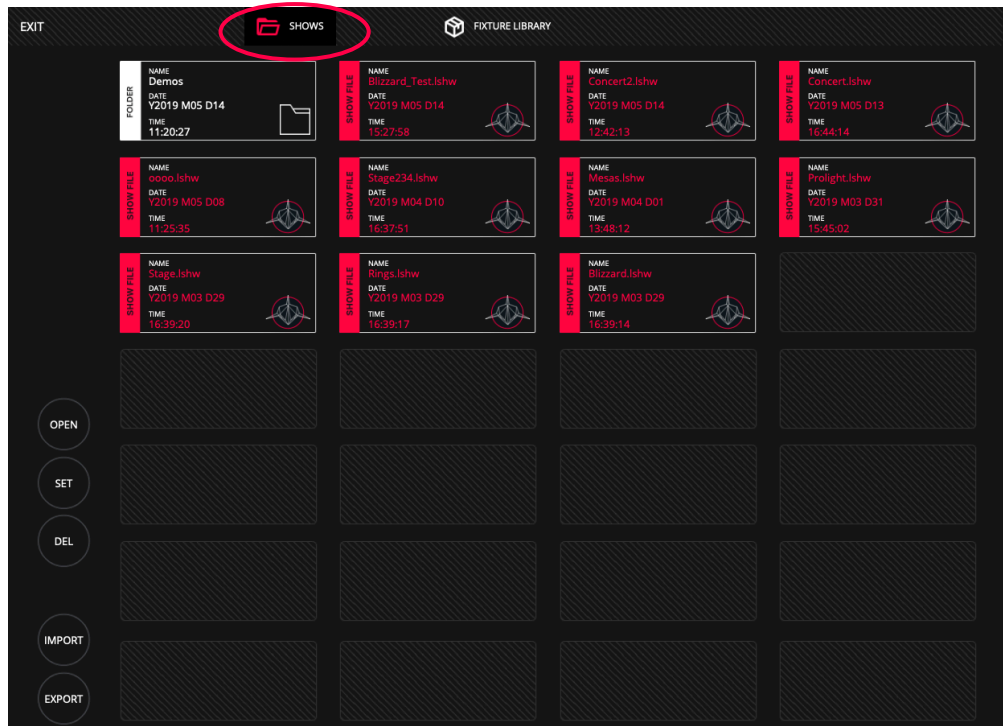 EXIT
SHOWS
FIXTURE LIBRARY
FOLDER
NAME
Demos
DATE
Y2019 M05 D14
TIME
11:20:27
SHOW FILE
NAME
Blizzard_Test.lshw
DATE
Y2019 M05 D14
TIME
15:27:58
SHOW FILE
NAME
Concert2.lshw
DATE
Y2019 M05 D14
TIME
12:42:13
SHOW FILE
NAME
Concert.lshw
DATE
Y2019 M05 D13
TIME
16:44:14
SHOW FILE
NAME
oooo.lshw
DATE
Y2019 M05 D08
TIME
11:25:35
SHOW FILE
NAME
Stage234.lshw
DATE
Y2019 M04 D10
TIME
16:37:51
SHOW FILE
NAME
Mesas.lshw
DATE
Y2019 M04 D01
TIME
13:48:12
SHOW FILE
NAME
Prolight.lshw
DATE
Y2019 M03 D31
TIME
15:45:02
SHOW FILE
NAME
Stage.lshw
DATE
Y2019 M03 D29
TIME
16:39:20
SHOW FILE
NAME
Rings.lshw
DATE
Y2019 M03 D29
TIME
16:39:17
SHOW FILE
NAME
Blizzard.lshw
DATE
Y2019 M03 D29
TIME
16:39:14
OPEN
SET
DEL
IMPORT
EXPORT